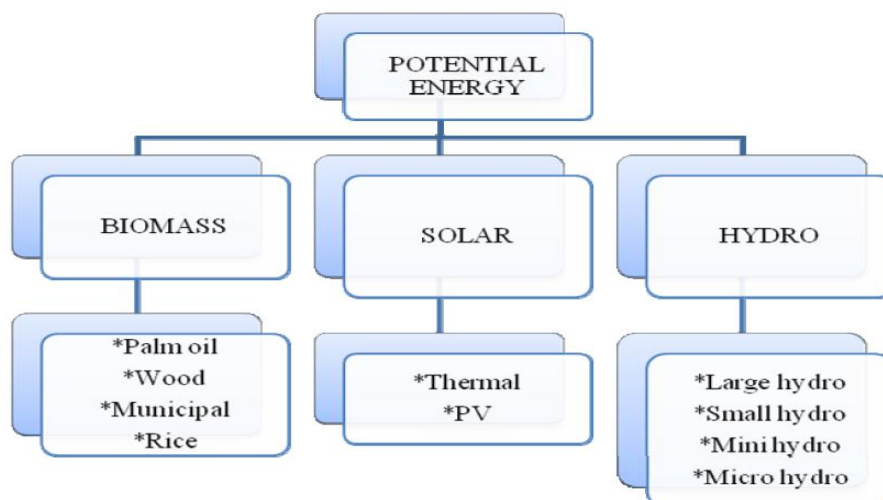 POTENTIAL
ENERGY
BIOMASS
SOLAR
HYDRO
*Palm oil
*Wood
*Municipal
*Rice
*Thermal
*PV
*Large hydro
*Small hydro
*Mini hydro
*Micro hydro